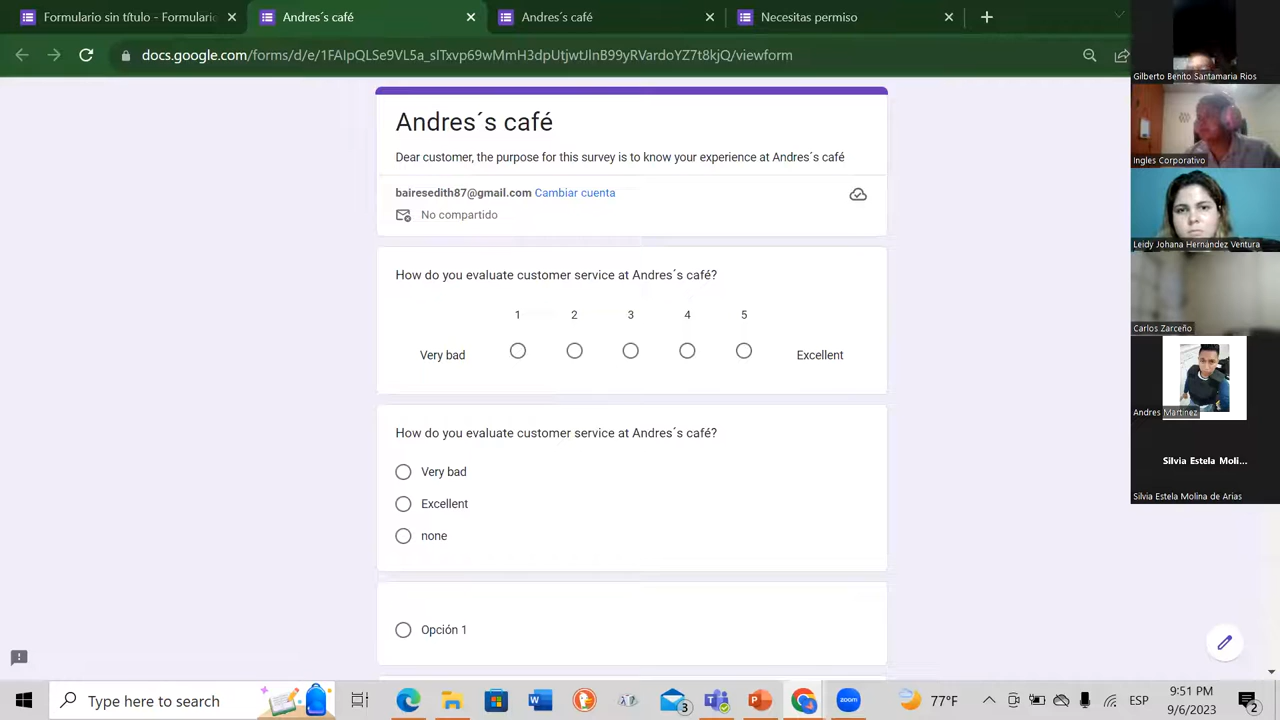 Formulario sin título - Formulario
Andres´s café
Andres´s café
Necesitas permiso
docs.google.com/forms/d/e/1FAIpQLSe9VL5a_sITxvp69wMmH3dpUtjwtJlnB99yRVardoYZ7t8kjQ/viewform
Andres´s café
Dear customer, the purpose for this survey is to know your experience at Andres´s café
bairesedith87@gmail.com Cambiar cuenta
No compartido
How do you evaluate customer service at Andres´s café?
1 2 3 4 5
Very bad Excellent
How do you evaluate customer service at Andres´s café?
Very bad
Excellent
none
Opción 1
Gilberto Benito Santamaria Rios
Ingles Corporativo
Leidy Johana Hernández Ventura
Carlos Zarceño
Andres Martinez
Silvia Estela Moli...
Silvia Estela Molina de Arias
Type here to search
3
zoom
77°F
ESP
9:51 PM
9/6/2023
2